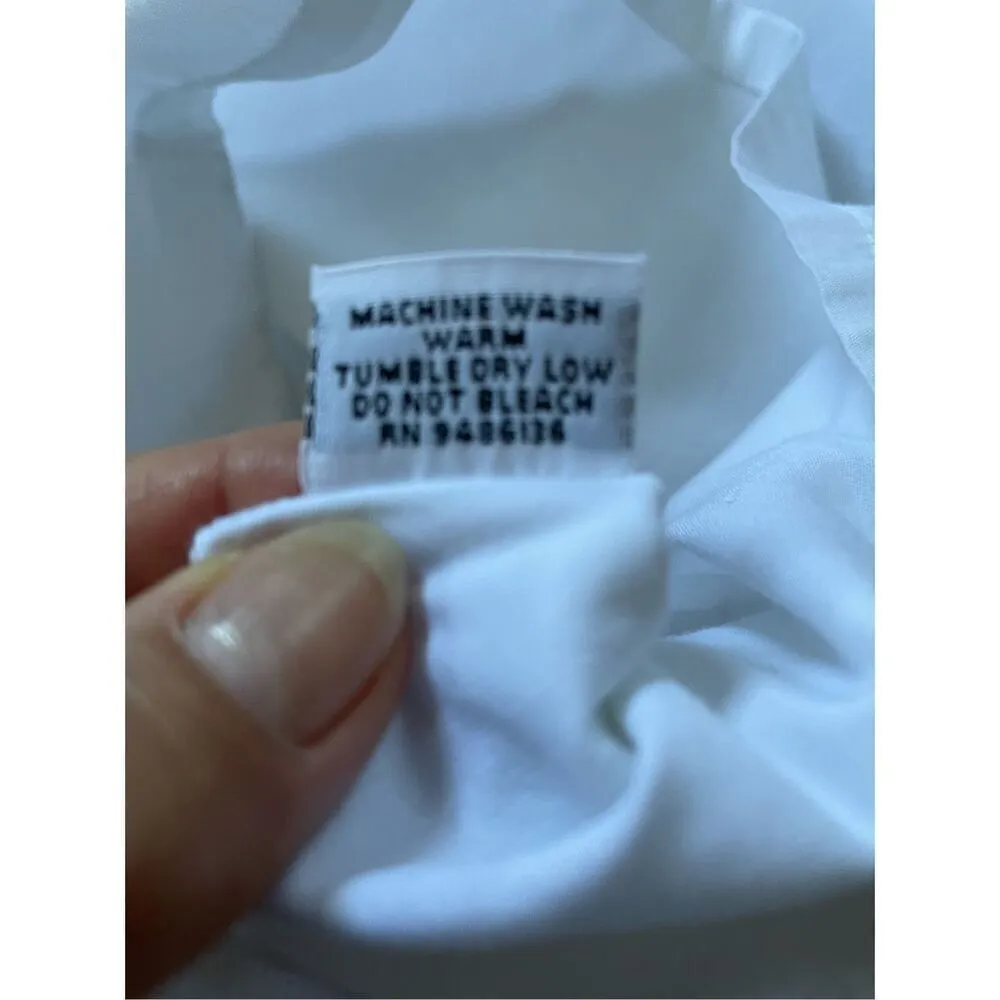 MACHINE WASH
WARM
TUMBLE DRY LOW
DO NOT BLEACH
RN 9486136